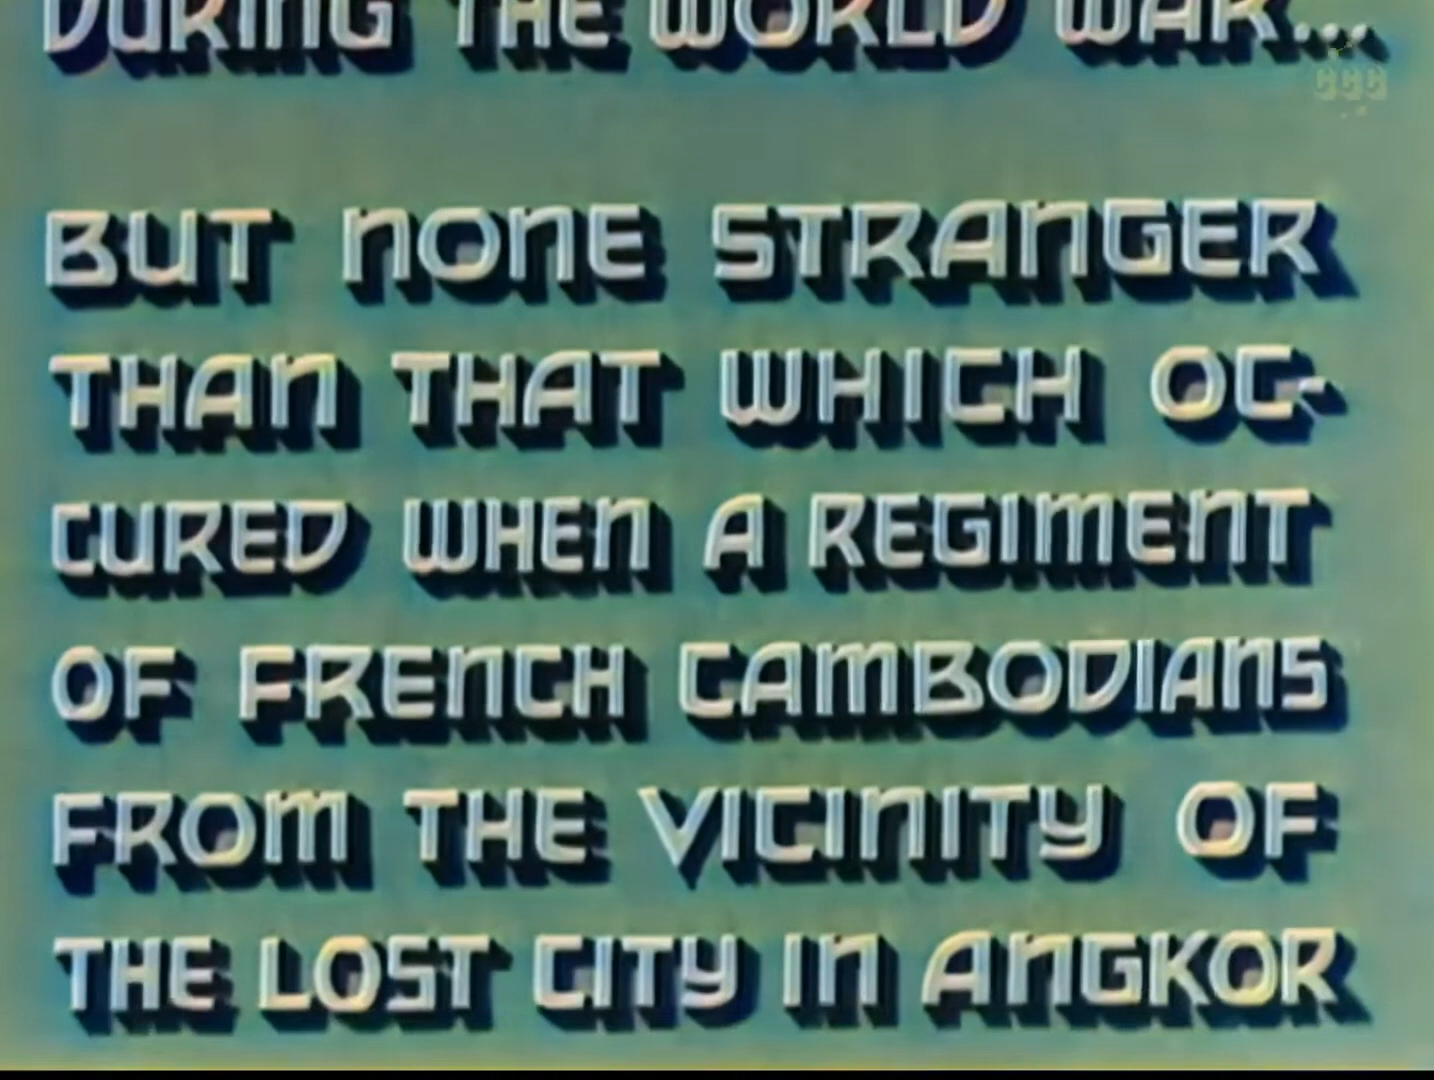 DURING THE WORLD WAR...
CCC
BUT NONE STRANGER
THAN THAT WHICH OC-
CURED WHEN A REGIMENT
OF FRENCH CAMBODIANS
FROM THE VICINITY OF
THE LOST CITY IN ANGKOR